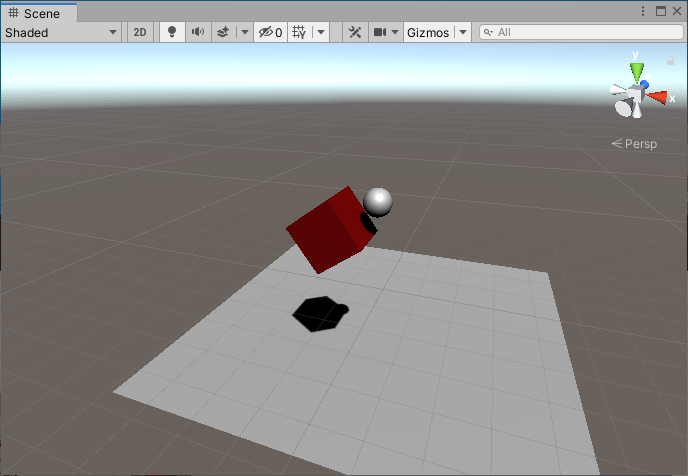 Scene
Shaded 2D 0 Gizmos All
y
x
Persp